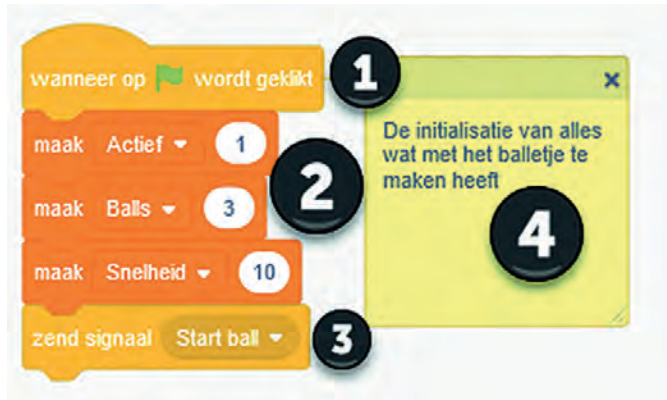 wanneer op wordt geklikt
1
maak Actief 1
maak Balls 3
2
maak Snelheid 10
zend signaal Start ball
3
De initialisatie van alles
wat met het balletje te
maken heeft
4